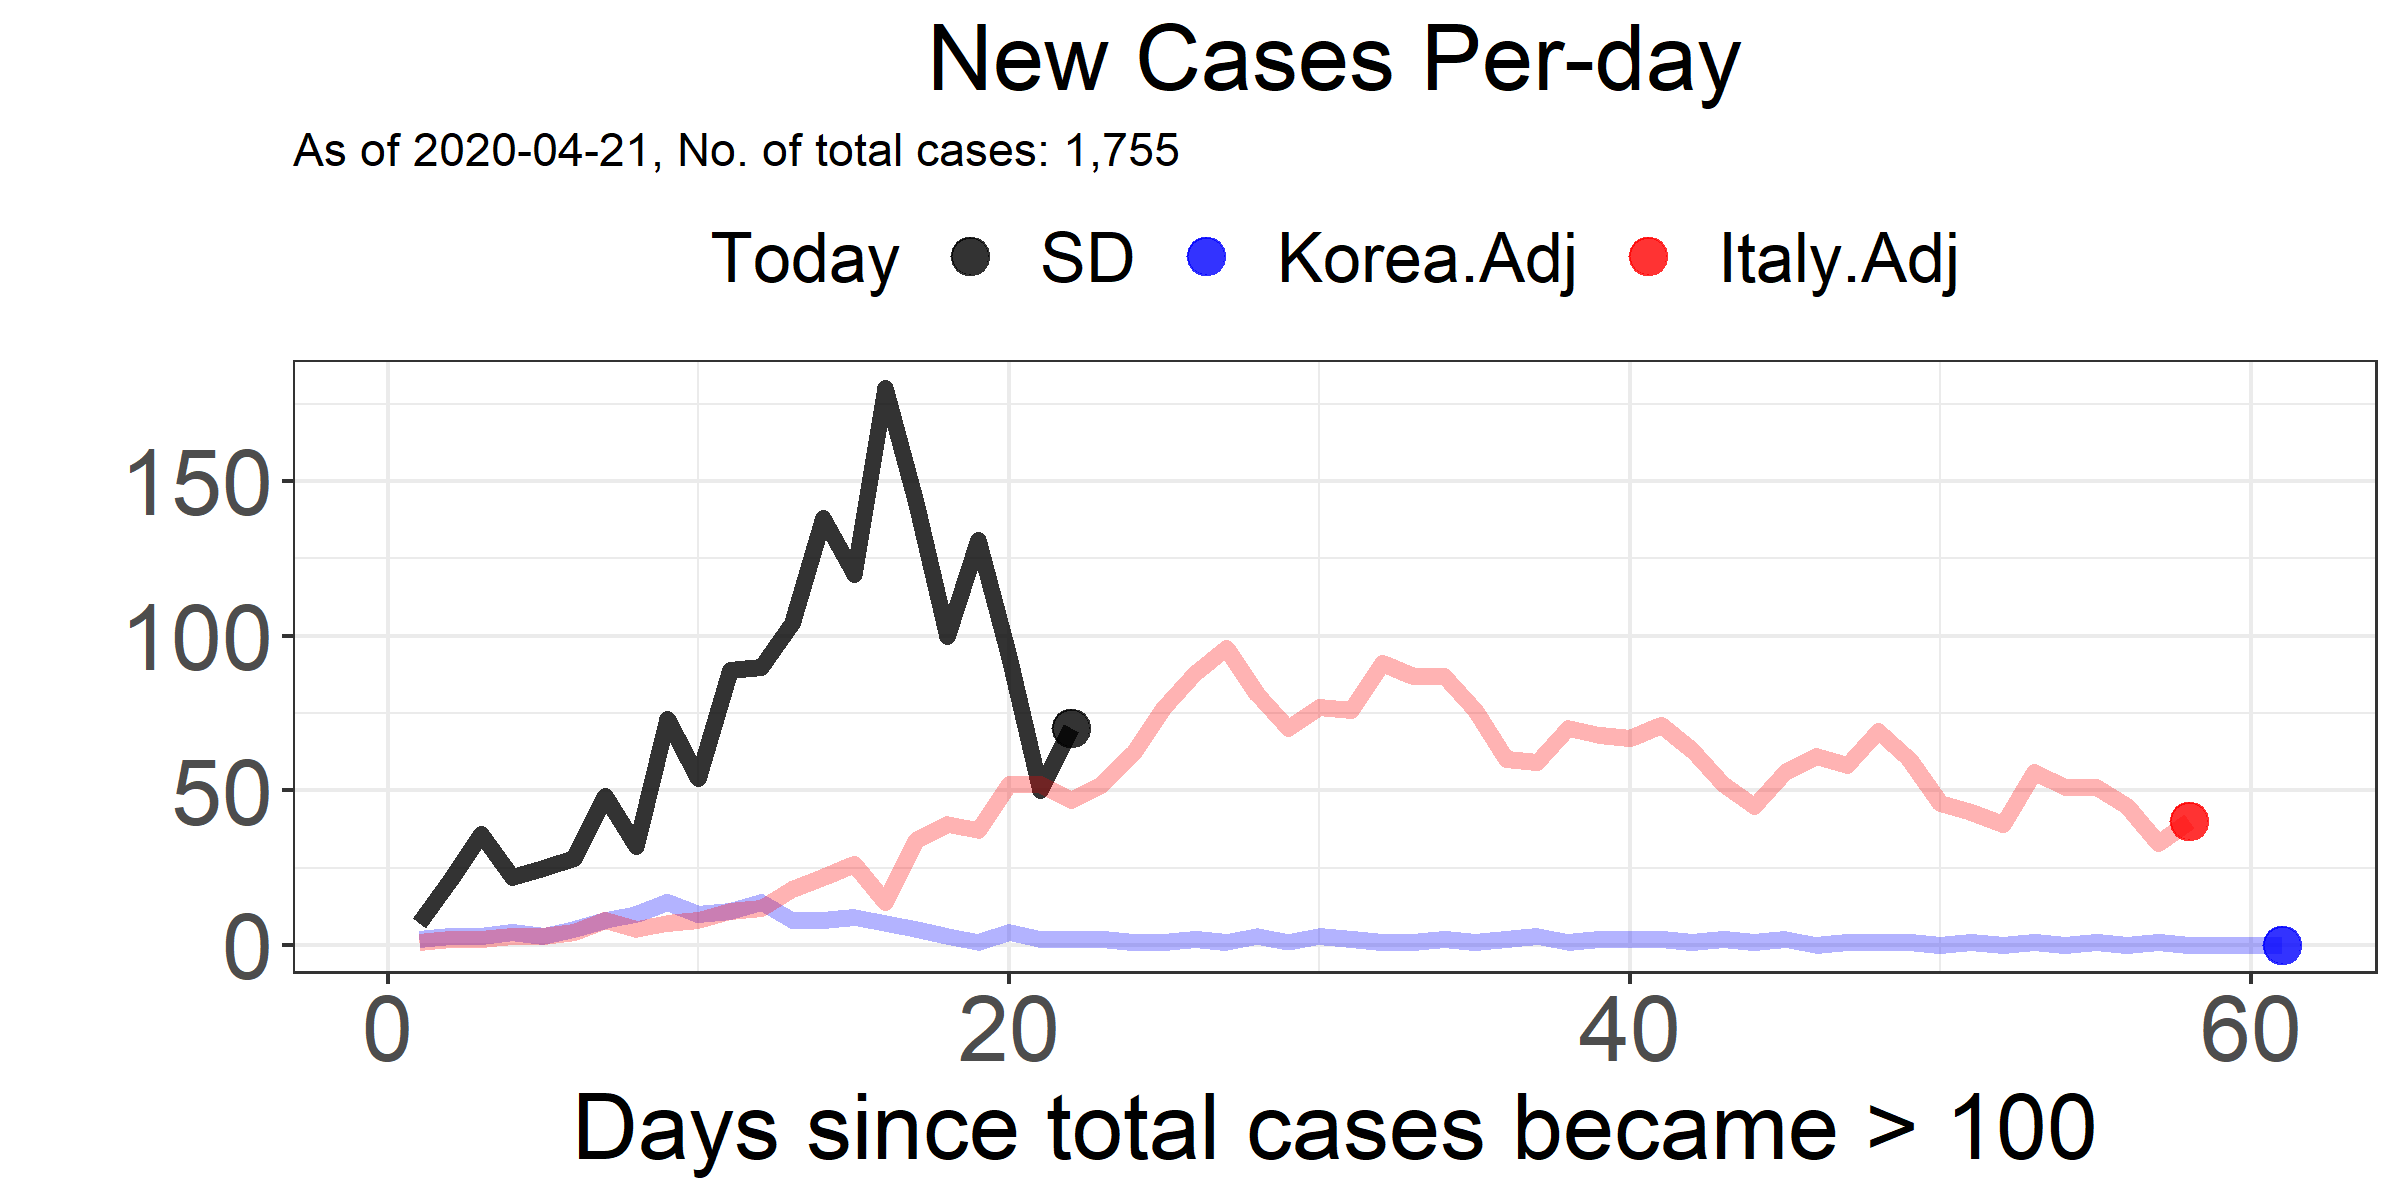 New Cases Per-day
As of 2020-04-21, No. of total cases: 1,755
Today SD Korea.Adj Italy.Adj
150
100
50
0
0 20 40 60
Days since total cases became > 100